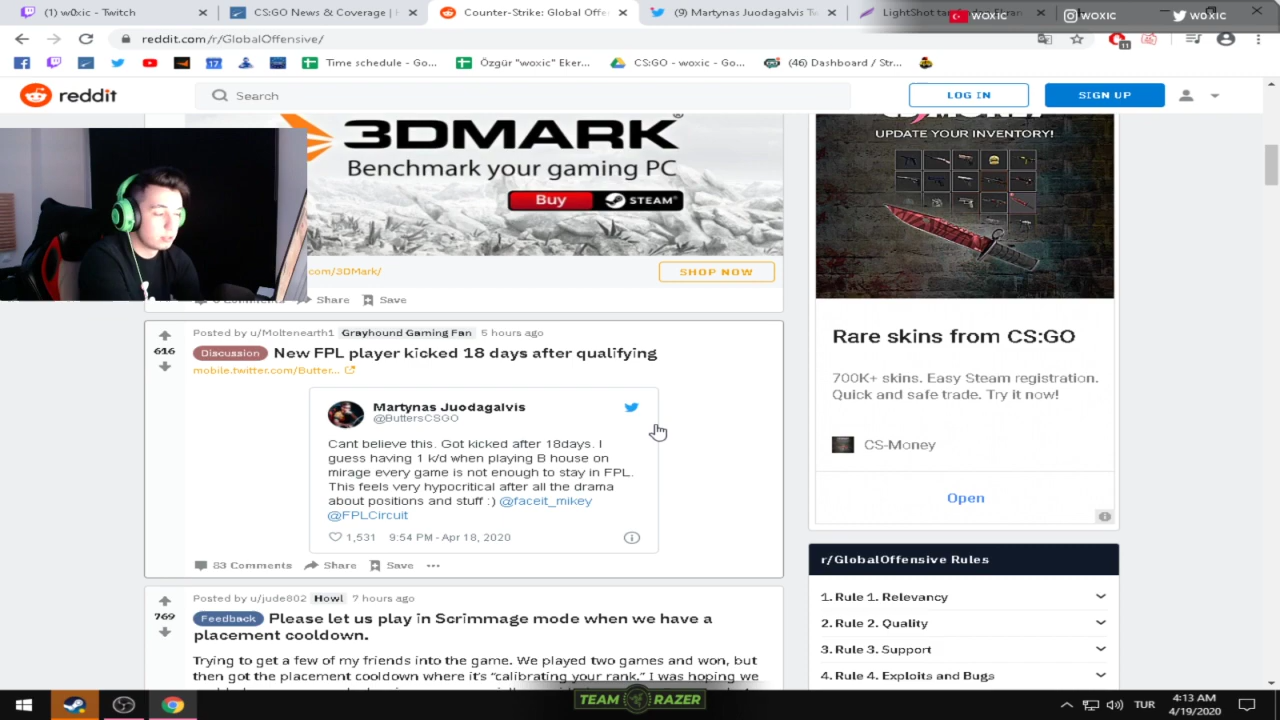 (1) w0xic - Twitch
CS:GO News & Coverage |
Counter-Strike: Global Offe
(9) Martynas Juodagalvis Tw
LightShot
WOXIC
WOXIC
WOXIC
reddit.com/r/GlobalOffensive/
11
17
Time schedule - Go...
Özgür "woxic" Eker...
CS:GO - woxic - Go...
(46) Dashboard / Str...
reddit
Search
LOG IN
SIGN UP
3DMARK
Benchmark your gaming PC
Buy
STEAM
com/3DMark/
SHOP NOW
Comments
Share
Save
UPDATE YOUR INVENTORY!
Rare skins from CS:GO
700K+ skins. Easy Steam registration.
Quick and safe trade. Try it now!
CS-Money
Open
Posted by u/Moltenearth1 Grayhound Gaming Fan 5 hours ago
616
Discussion New FPL player kicked 18 days after qualifying
mobile.twitter.com/Butter...
Martynas Juodagalvis
@ButtersCSGO
Cant believe this. Got kicked after 18days. I
guess having 1 k/d when playing B house on
mirage every game is not enough to stay in FPL.
This feels very hypocritical after all the drama
about positions and stuff :) @faceit_mikey
@FPLCircuit
1,531 9:54 PM - Apr 18, 2020
83 Comments
Share
Save
r/GlobalOffensive Rules
1. Rule 1. Relevancy
2. Rule 2. Quality
3. Rule 3. Support
4. Rule 4. Exploits and Bugs
Posted by u/jude802 Howl 7 hours ago
769
Feedback Please let us play in Scrimmage mode when we have a
placement cooldown.
Trying to get a few of my friends into the game. We played two games and won, but
then got the placement cooldown where it's "calibrating your rank." I was hoping we
TEAM RAZER
TUR
4:13 AM
4/19/2020